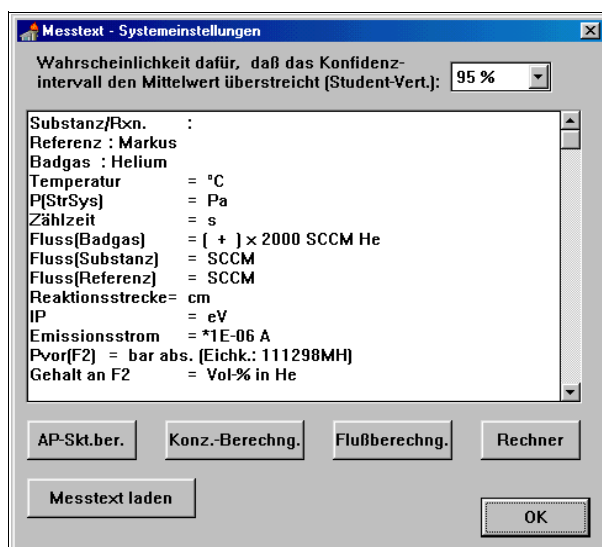 Messtext - Systemeinstellungen
Wahrscheinlichkeit dafür, daß das Konfidenz-
intervall den Mittelwert überstreicht (Student-Vert.): 95 %
Substanz/Rxn. :
Referenz : Markus
Badgas : Helium
Temperatur = °C
P(StrSys) = Pa
Zählzeit = s
Fluss(Badgas) = ( + ) x 2000 SCCM He
Fluss(Substanz) = SCCM
Fluss(Referenz) = SCCM
Reaktionsstrecke= cm
IP = eV
Emissionsstrom = *1E-06 A
Pvor(F2) = bar abs. (Eichk.: 111298MH)
Gehalt an F2 = Vol-% in He
AP-Skt.ber. Konz.-Berechng. Flußberechng. Rechner
Messtext laden
OK